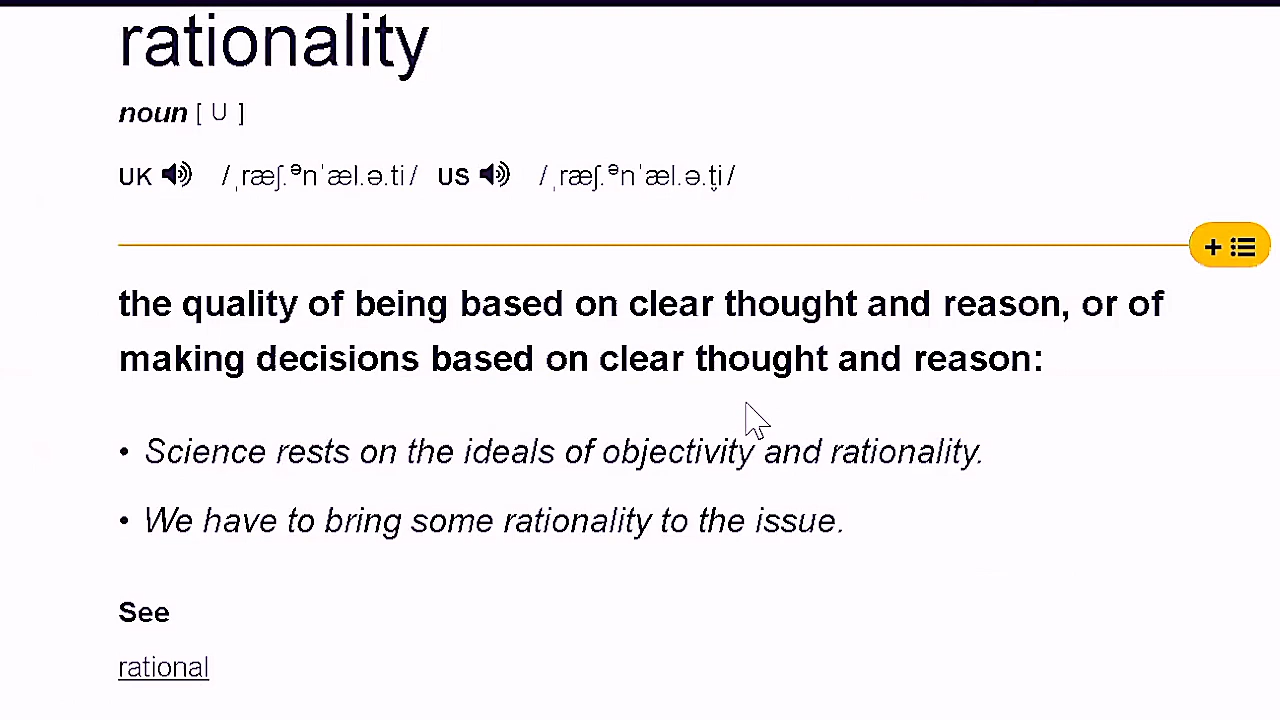 rationality
noun [ U ]
UK /ˌræʃ.ᵊnˈæl.ə.ti/ US /ˌræʃ.ᵊnˈæl.ə.t̬i/
the quality of being based on clear thought and reason, or of
making decisions based on clear thought and reason:
• Science rests on the ideals of objectivity and rationality.
• We have to bring some rationality to the issue.
See
rational